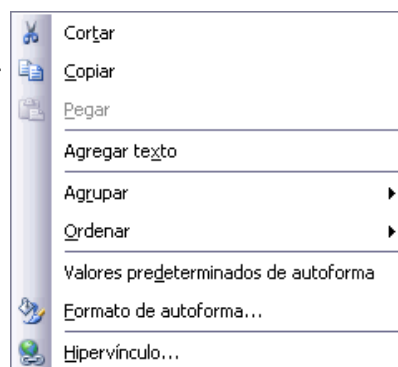 Cortar
Copiar
Pegar
Agregar texto
Agrupar
Ordenar
Valores predeterminados de autoforma
Formato de autoforma...
Hipervínculo...